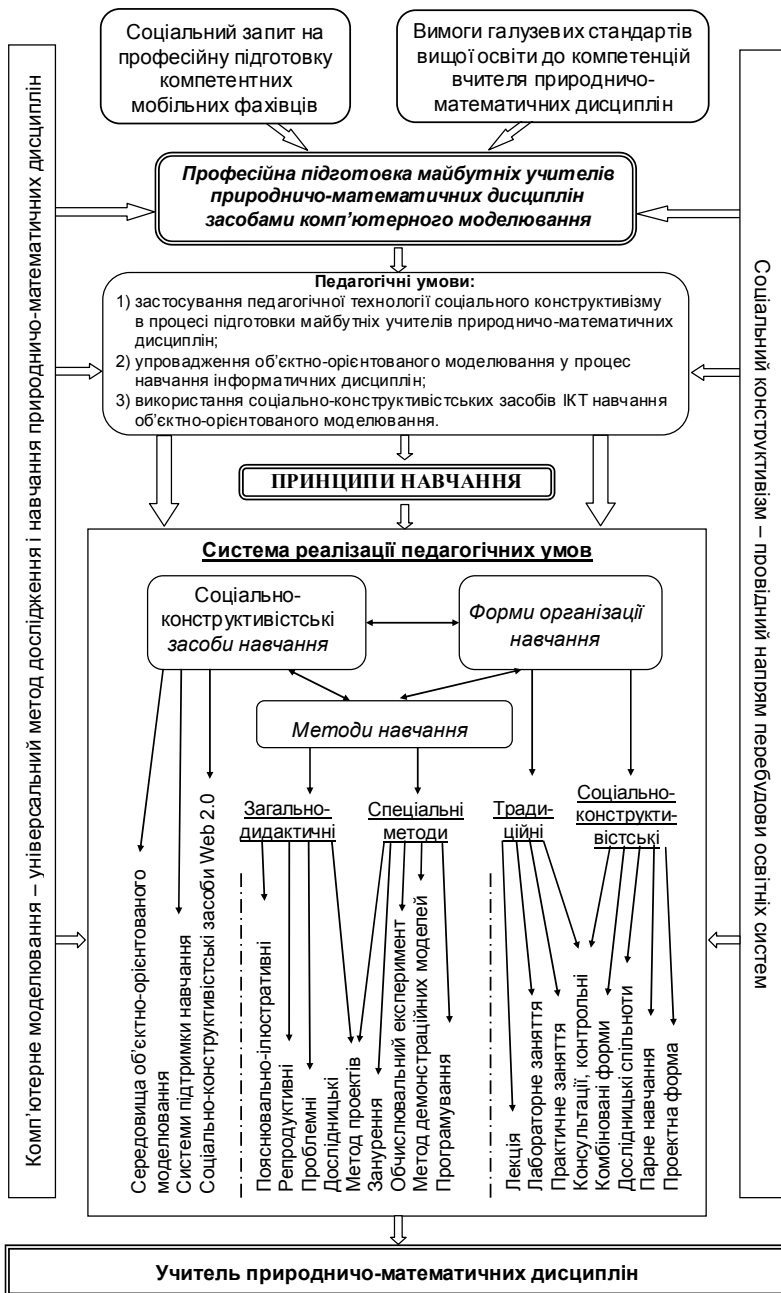 Соціальний запит на
професійну підготовку
компетентних
мобільних фахівців
Вимоги галузевих стандартів
вищої освіти до компетенцій
вчителя природничо-
математичних дисциплін
Комп’ютерне моделювання – універсальний метод дослідження і навчання природничо-математичних дисциплін
Соціальний конструктивізм – провідний напрям перебудови освітніх систем
Професійна підготовка майбутніх учителів
природничо-математичних дисциплін
засобами комп’ютерного моделювання
Педагогічні умови:
1) застосування педагогічної технології соціального конструктивізму
в процесі підготовки майбутніх учителів природничо-математичних
дисциплін;
2) упровадження об’єктно-орієнтованого моделювання у процес
навчання інформатичних дисциплін;
3) використання соціально-конструктивістських засобів ІКТ навчання
об’єктно-орієнтованого моделювання.
ПРИНЦИПИ НАВЧАННЯ
Система реалізації педагогічних умов
Соціально-
конструктивістські
засоби навчання
Форми організації
навчання
Методи навчання
Загально-
дидактичні
Спеціальні
методи
Тради-
ційні
Соціально-
конструкти-
вістські
Середовища об’єктно-орієнтованого
моделювання
Системи підтримки навчання
Соціально-конструктивістські засоби Web 2.0
Пояснювально-ілюстративні
Репродуктивні
Проблемні
Дослідницькі
Метод проектів
Занурення
Обчислювальний експеримент
Метод демонстраційних моделей
Програмування
Лекція
Лабораторне заняття
Практичне заняття
Консультації, контрольні
Комбіновані форми
Дослідницькі спільноти
Парне навчання
Проектна форма
Учитель природничо-математичних дисциплін